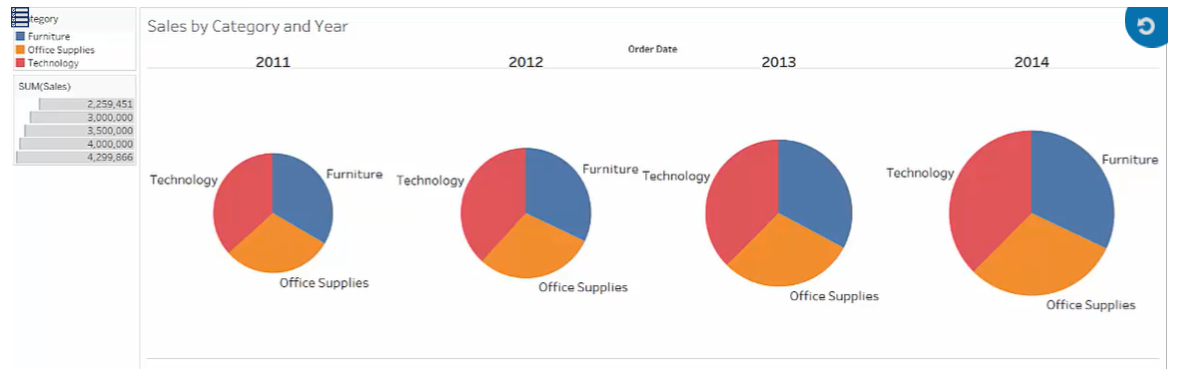 tegory
Furniture
Office Supplies
Technology
SUM(Sales)
2,259,451
3,000,000
3,500,000
4,000,000
4,299,866
Sales by Category and Year
Order Date
2011 2012 2013 2014
Technology Furniture Technology Furniture Technology Technology Furniture
Office Supplies Office Supplies Office Supplies Office Supplies